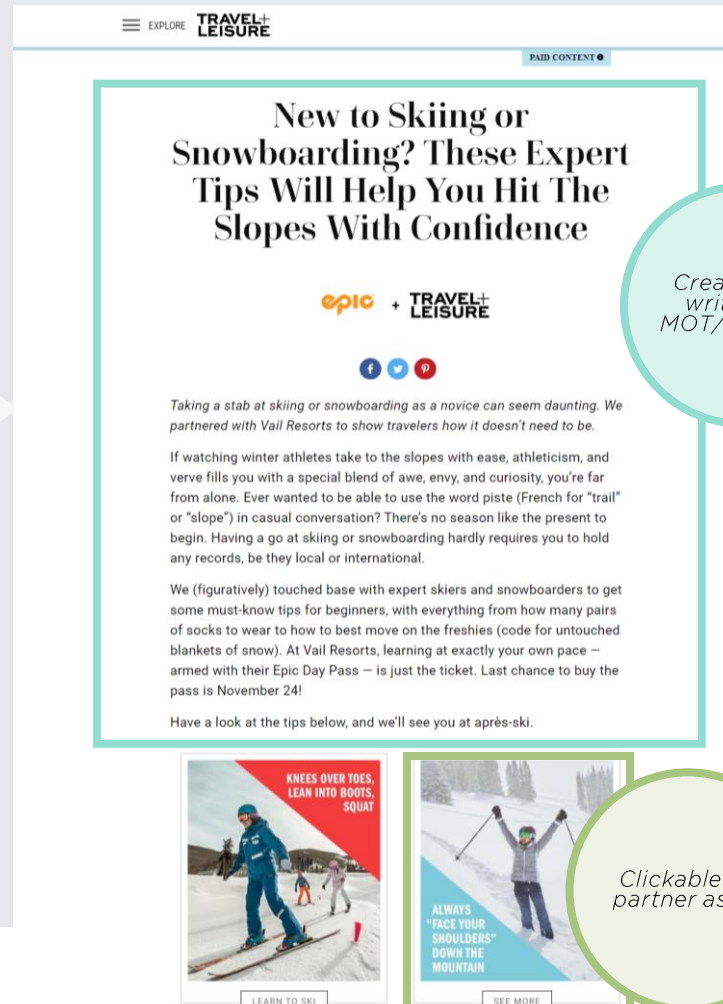 EXPLORE TRAVEL+ LEISURE
PAID CONTENT
New to Skiing or
Snowboarding? These Expert
Tips Will Help You Hit The
Slopes With Confidence
epic + TRAVEL+ LEISURE
Taking a stab at skiing or snowboarding as a novice can seem daunting. We
partnered with Vail Resorts to show travelers how it doesn't need to be.
If watching winter athletes take to the slopes with ease, athleticism, and
verve fills you with a special blend of awe, envy, and curiosity, you're far
from alone. Ever wanted to be able to use the word piste (French for "trail"
or "slope") in casual conversation? There's no season like the present to
begin. Having a go at skiing or snowboarding hardly requires you to hold
any records, be they local or international.
We (figuratively) touched base with expert skiers and snowboarders to get
some must-know tips for beginners, with everything from how many pairs
of socks to wear to how to best move on the freshies (code for untouched
blankets of snow). At Vail Resorts, learning at exactly your own pace —
armed with their Epic Day Pass — is just the ticket. Last chance to buy the
pass is November 24!
Have a look at the tips below, and we'll see you at après-ski.
KNEES OVER TOES,
LEAN INTO BOOTS,
SQUAT
LEARN TO SKI
ALWAYS
"FACE YOUR
SHOULDERS"
DOWN THE
MOUNTAIN
SEE MORE
MOT/
Clickable
partner